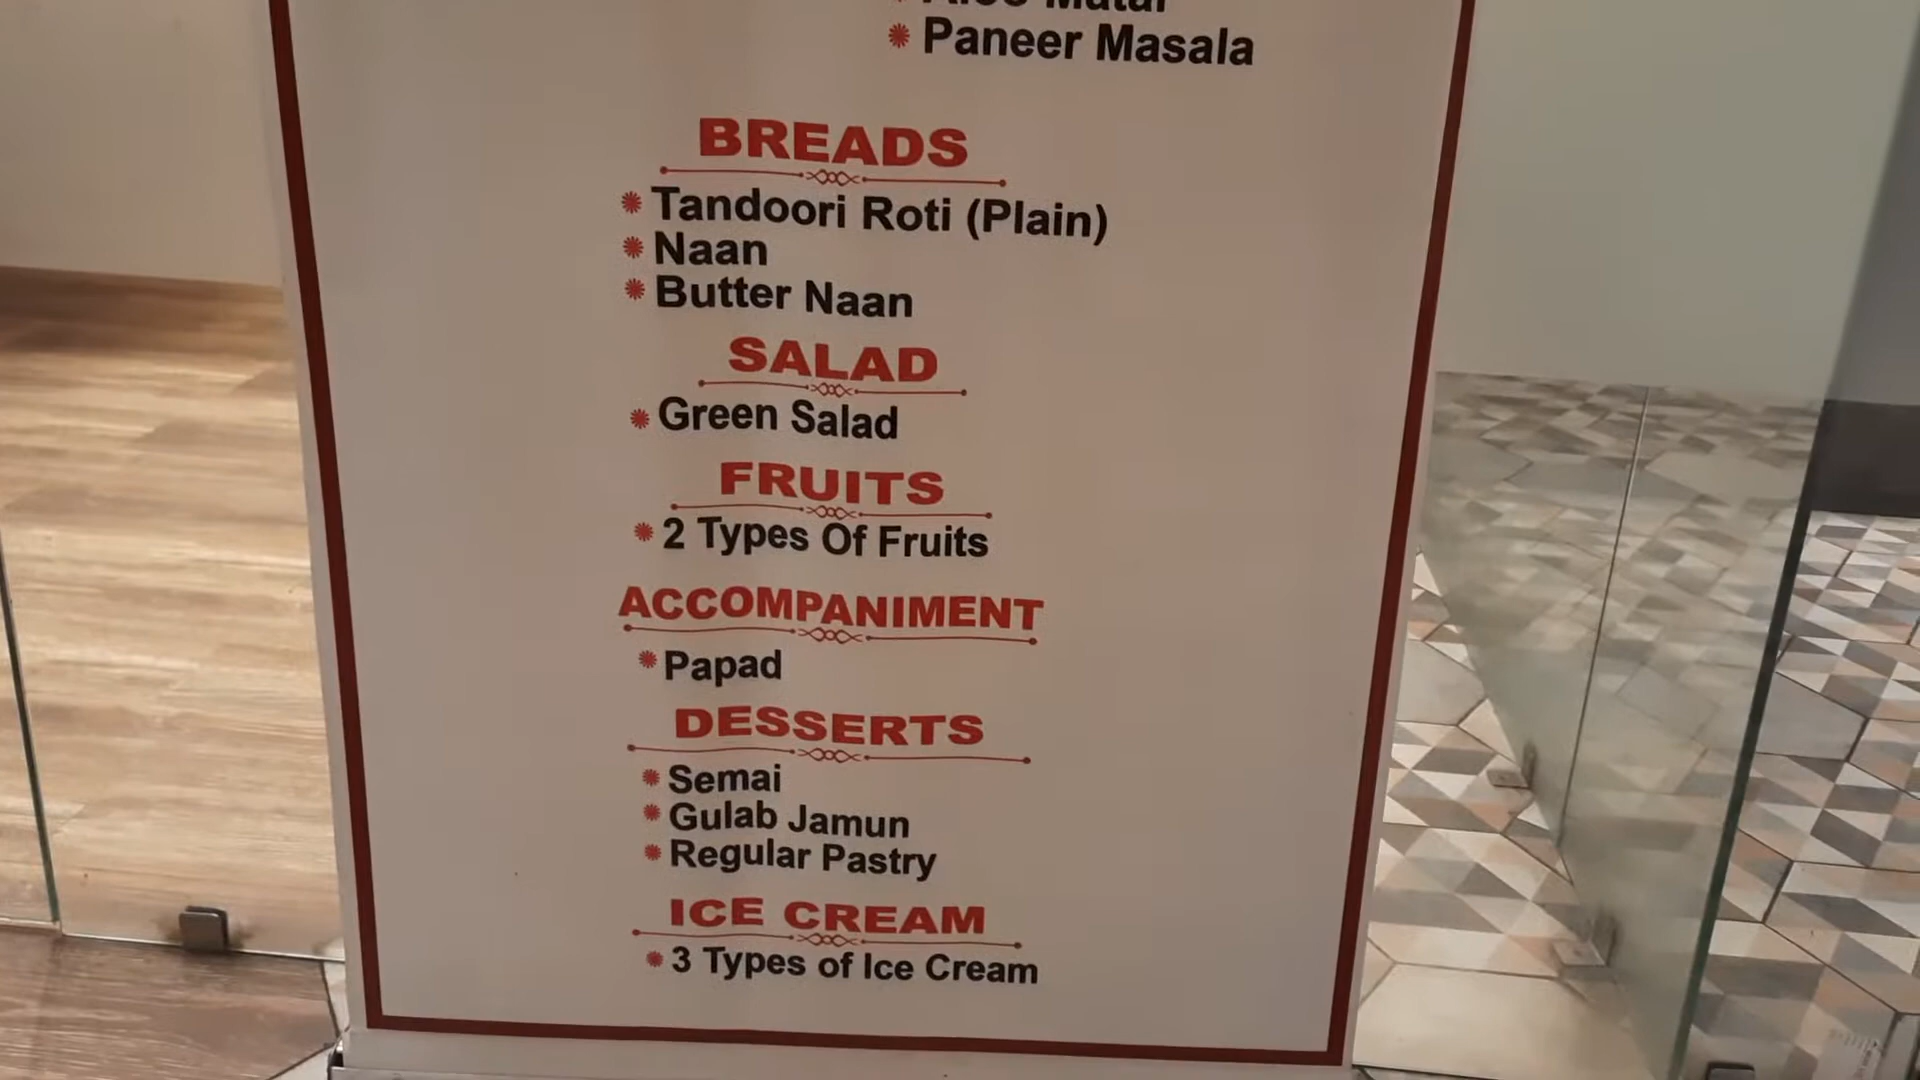 Paneer Masala
BREADS
Tandoori Roti (Plain)
Naan
Butter Naan
SALAD
Green Salad
FRUITS
2 Types Of Fruits
ACCOMPANIMENT
Papad
DESSERTS
Semai
Gulab Jamun
Regular Pastry
ICE CREAM
3 Types of Ice Cream